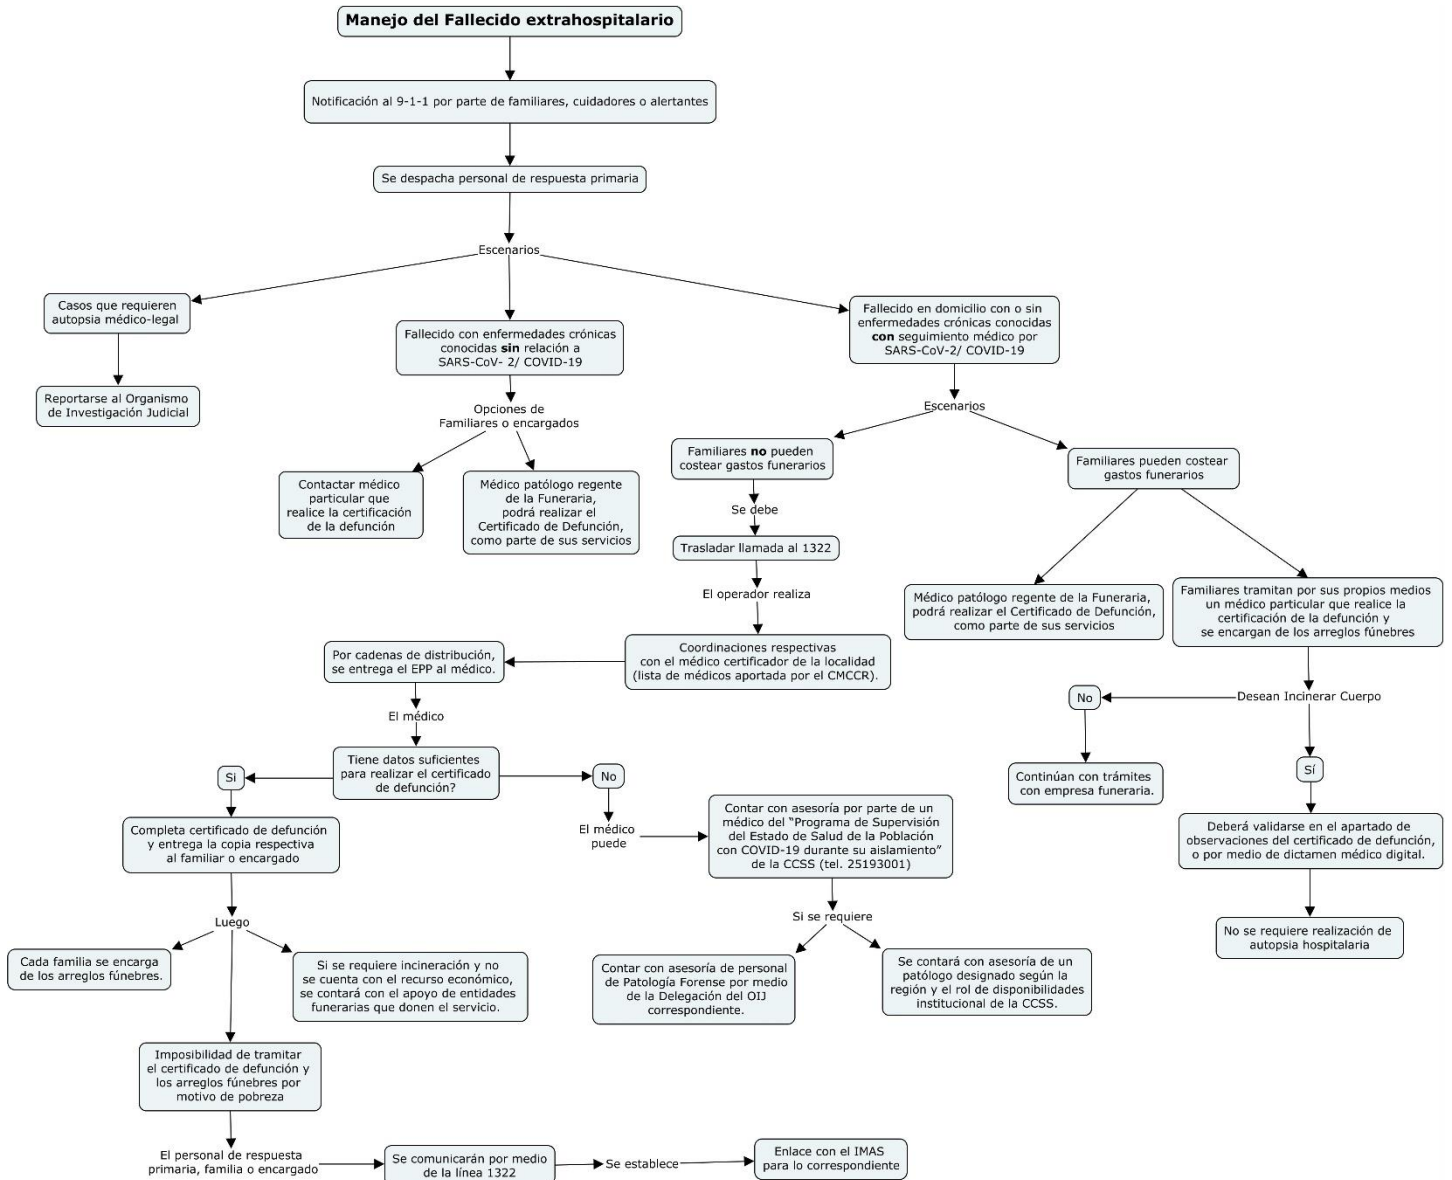 Manejo del Fallecido extrahospitalario
Notificación al 9-1-1 por parte de familiares, cuidadores o alertantes
Se despacha personal de respuesta primaria
Escenarios
Casos que requieren
autopsia médico-legal
Reportarse al Organismo
de Investigación Judicial
Fallecido con enfermedades crónicas
conocidas sin relación a
SARS-CoV- 2/ COVID-19
Opciones de
Familiares o encargados
Contactar médico
particular que
realice la certificación
de la defunción
Médico patólogo regente
de la Funeraria,
podrá realizar el
Certificado de Defunción,
como parte de sus servicios
Fallecido en domicilio con o sin
enfermedades crónicas conocidas
con seguimiento médico por
SARS-CoV-2/ COVID-19
Escenarios
Familiares no pueden
costear gastos funerarios
Se debe
Trasladar llamada al 1322
El operador realiza
Coordinaciones respectivas
con el médico certificador de la localidad
(lista de médicos aportada por el CMCCR).
Por cadenas de distribución,
se entrega el EPP al médico.
El médico
Tiene datos suficientes
para realizar el certificado
de defunción?
Si
Completa certificado de defunción
y entrega la copia respectiva
al familiar o encargado
Luego
Cada familia se encarga
de los arreglos fúnebres.
Si se requiere incineración y no
se cuenta con el recurso económico,
se contará con el apoyo de entidades
funerarias que donen el servicio.
Imposibilidad de tramitar
el certificado de defunción y
los arreglos fúnebres por
motivo de pobreza
El personal de respuesta
primaria, familia o encargado
Se comunicarán por medio
de la línea 1322
Se establece
Enlace con el IMAS
para lo correspondiente
No
El médico
puede
Contar con asesoría por parte de un
médico del "Programa de Supervisión
del Estado de Salud de la Población
con COVID-19 durante su aislamiento"
de la CCSS (tel. 25193001)
Si se requiere
Contar con asesoría de personal
de Patología Forense por medio
de la Delegación del OIJ
correspondiente.
Se contará con asesoría de
un patólogo designado según la
región y el rol de disponibilidades
institucional de la CCSS.
Familiares pueden costear
gastos funerarios
Médico patólogo regente de la Funeraria,
podrá realizar el Certificado de Defunción,
como parte de sus servicios
Familiares tramitan por sus propios medios
un médico particular que realice la
certificación de la defunción y
se encargan de los arreglos fúnebres
Desean Incinerar Cuerpo
No
Continúan con trámites
con empresa funeraria.
Sí
Deberá validarse en el apartado de
observaciones del certificado de defunción,
o por medio de dictamen médico digital.
No se requiere realización de
autopsia hospitalaria